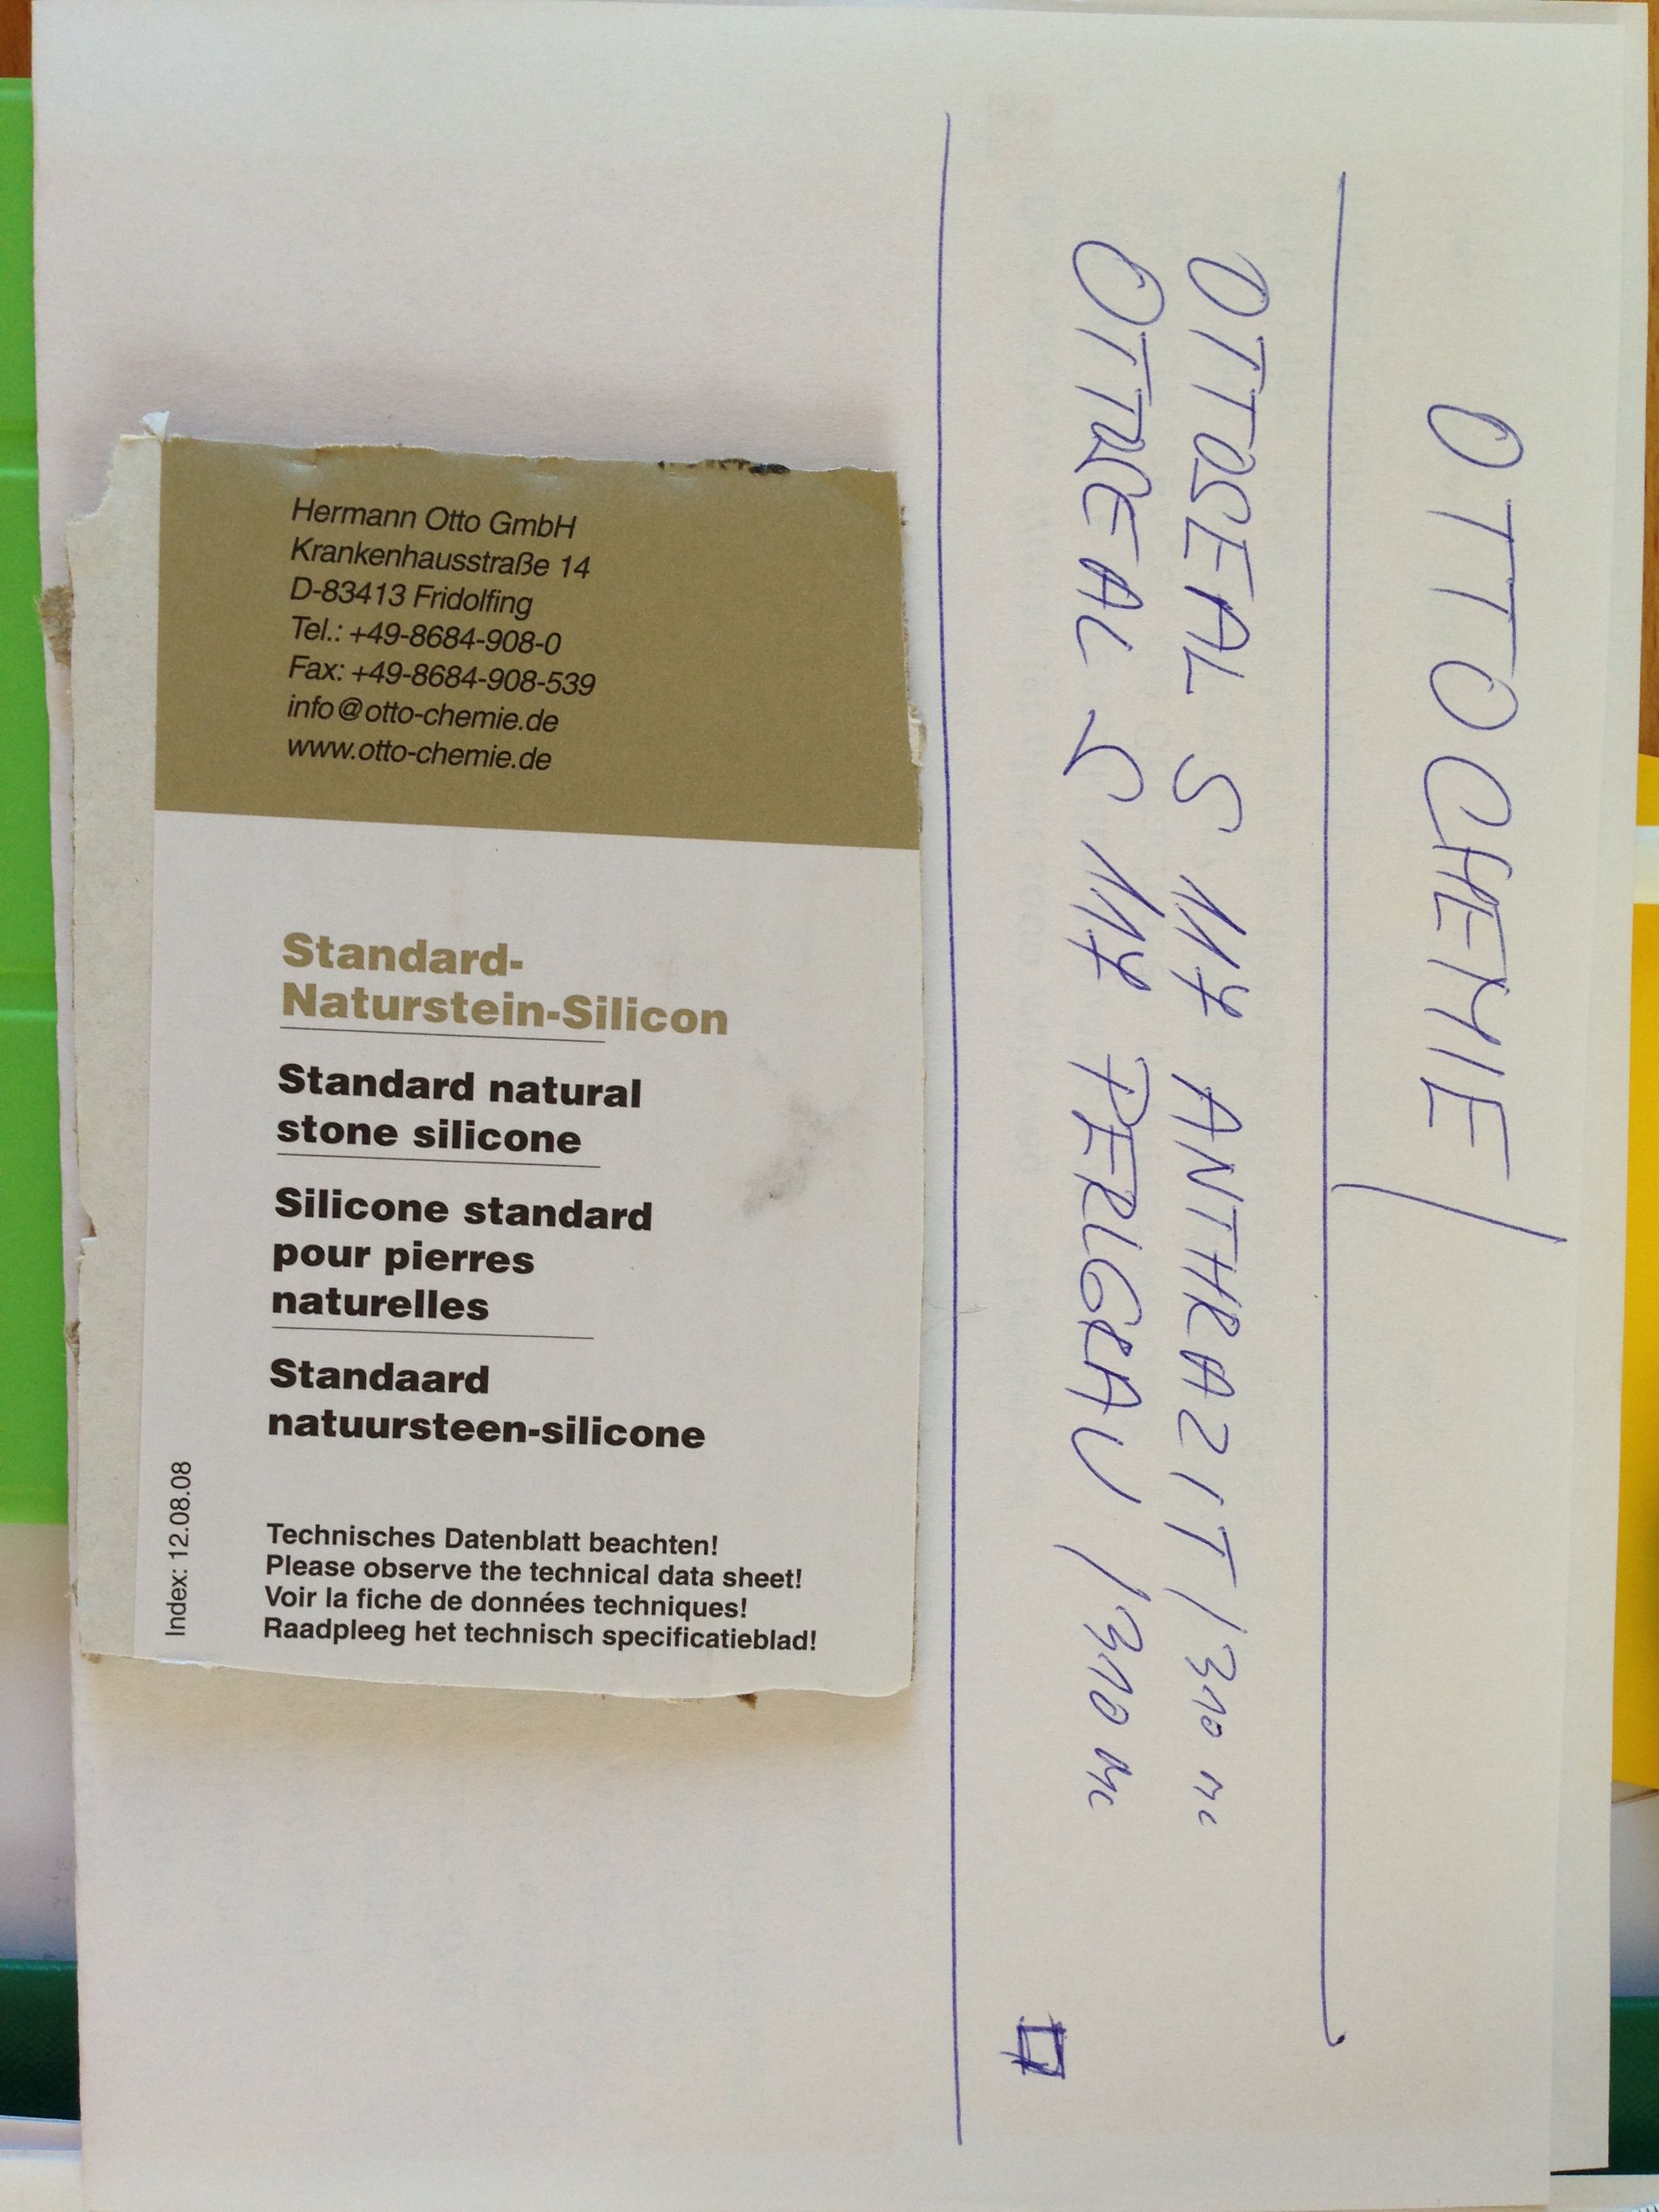 OTTOCHEMIE
OTTOSEAL S 117 ANTHRAZIT / 310 ml
OTTOSEAL S 117 PERLGRAU / 310 ml
Hermann Otto GmbH
Krankenhausstraße 14
D-83413 Fridolfing
Tel.: +49-8684-908-0
Fax: +49-8684-908-539
info@otto-chemie.de
www.otto-chemie.de
Standard-
Naturstein-Silicon
Standard natural
stone silicone
Silicone standard
pour pierres
naturelles
Standaard
natuursteen-silicone
Technisches Datenblatt beachten!
Please observe the technical data sheet!
Voir la fiche de données techniques!
Raadpleeg het technisch specificatieblad!
Index: 12.08.08